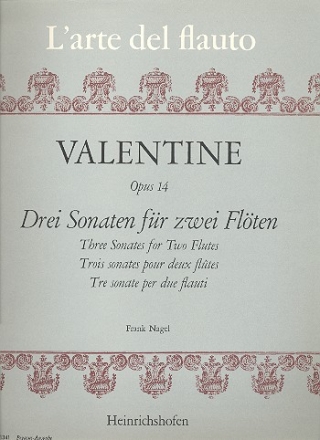 L'arte del flauto
VALENTINE
Opus 14
Drei Sonaten für zwei Flöten
Three Sonates for Two Flutes
Trois sonates pour deux flûtes
Tre sonate per due flauti
Frank Nagel
Heinrichshofen